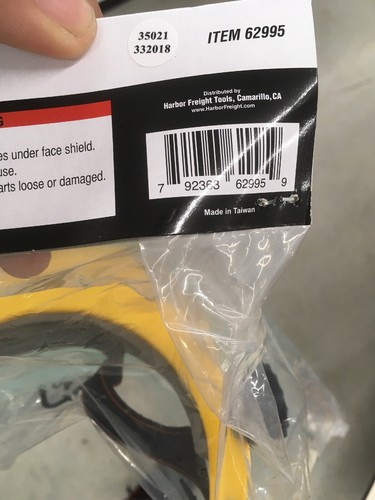 35021
332018
ITEM 62995
Distributed by
Harbor Freight Tools, Camarillo, CA
www.HarborFreight.com
G
es under face shield.
use.
arts loose or damaged.
7 92363 62995 9
Made in Taiwan